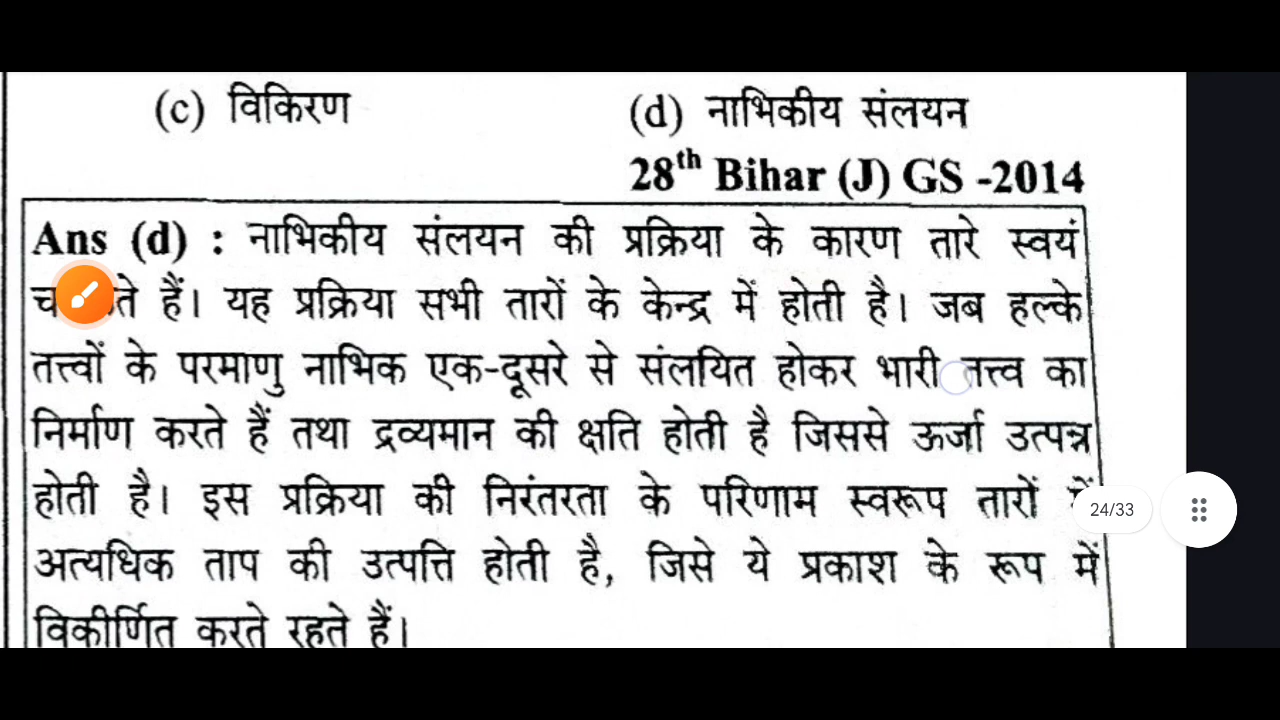 (c) विकिरण (d) नाभिकीय संलयन
28th Bihar (J) GS -2014
Ans (d) : नाभिकीय संलयन की प्रक्रिया के कारण तारे स्वयं
हैं। यह प्रक्रिया सभी तारों के केन्द्र में होती है। जब हल्के
तत्त्वों के परमाणु नाभिक एक-दूसरे से संलयित होकर भारी तत्त्व का
निर्माण करते हैं तथा द्रव्यमान की क्षति होती है जिससे ऊर्जा उत्पन्न
होती है। इस प्रक्रिया की निरंतरता के परिणाम स्वरूप तारों
24/33
अत्यधिक ताप की उत्पत्ति होती है, जिसे ये प्रकाश के रूप में
विकीर्णित करते रहते हैं।